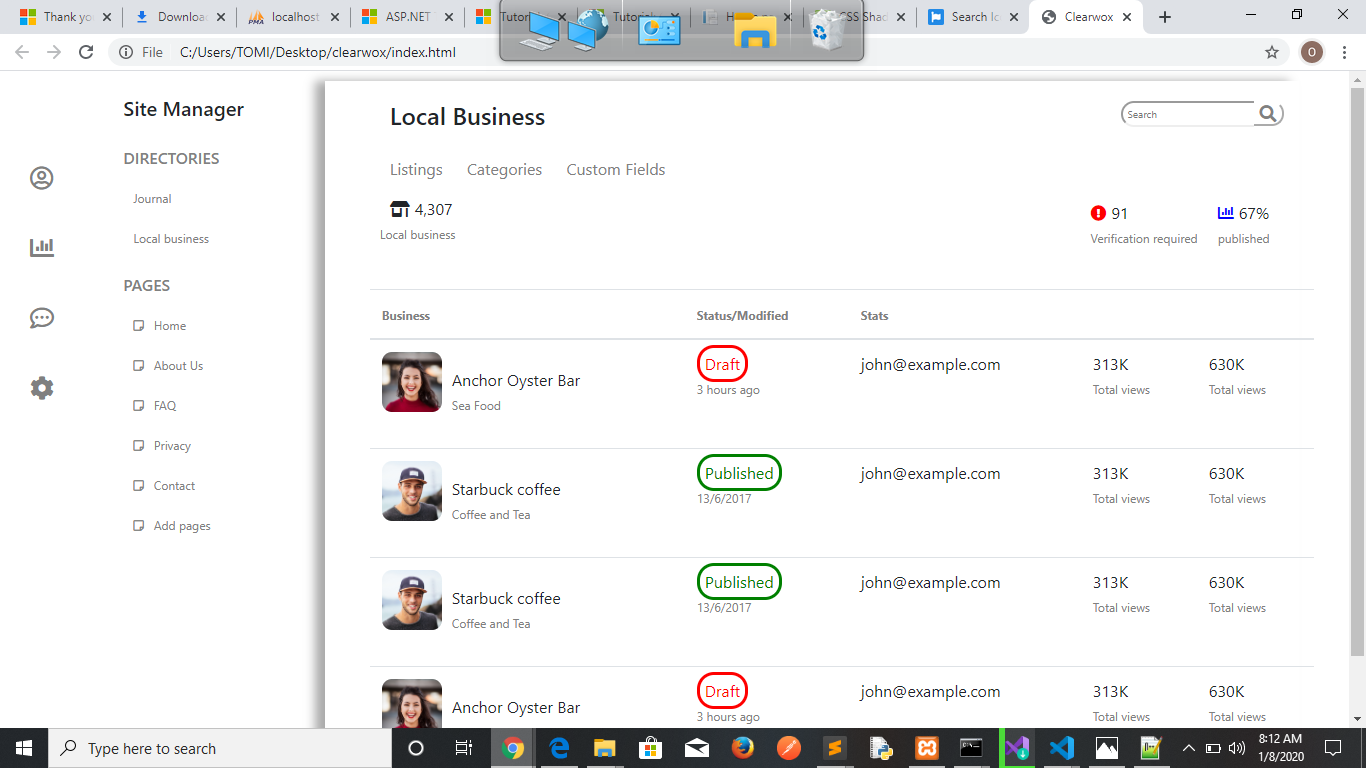 Thank yo
Downloa
localhost
ASP.NET
Tutori
Tutorial
H
CSS Shad
Search Ic
Clearwox
File C:/Users/TOMI/Desktop/clearwox/index.html
O
Site Manager
DIRECTORIES
Journal
Local business
PAGES
Home
About Us
FAQ
Privacy
Contact
Add pages
Local Business
Search
Listings Categories Custom Fields
4,307
Local business
91
Verification required
67%
published
Business Status/Modified Stats
Anchor Oyster Bar
Sea Food
Draft
3 hours ago
john@example.com
313K
Total views
630K
Total views
Starbuck coffee
Coffee and Tea
Published
13/6/2017
john@example.com
313K
Total views
630K
Total views
Starbuck coffee
Coffee and Tea
Published
13/6/2017
john@example.com
313K
Total views
630K
Total views
Anchor Oyster Bar
Draft
3 hours ago
john@example.com
313K
Total views
630K
Total views
Type here to search
8:12 AM
1/8/2020